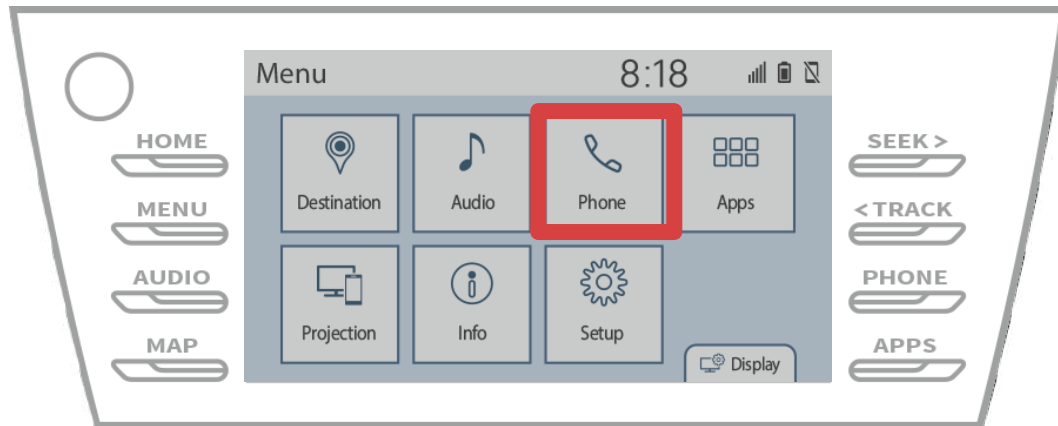 Menu 8:18
HOME
SEEK >
Destination Audio Phone Apps
MENU
< TRACK
AUDIO
PHONE
Projection Info Setup
MAP
APPS
Display